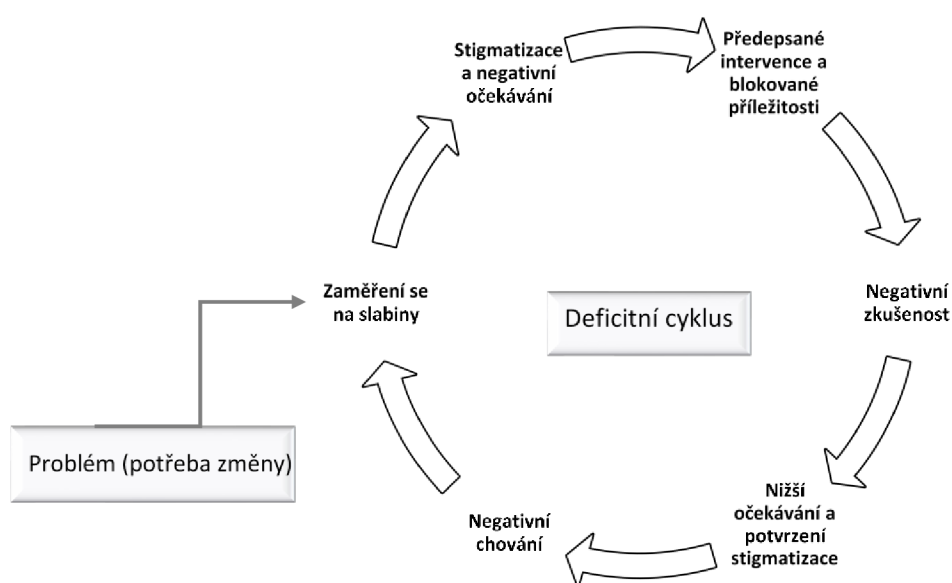 Stigmatizace
a negativní
očekávání
Předepsané
intervence a
blokované
příležitosti
Negativní
zkušenost
Nižší
očekávání a
potvrzení
stigmatizace
Negativní
chování
Zaměření se
na slabiny
Deficitní cyklus
Problém (potřeba změny)